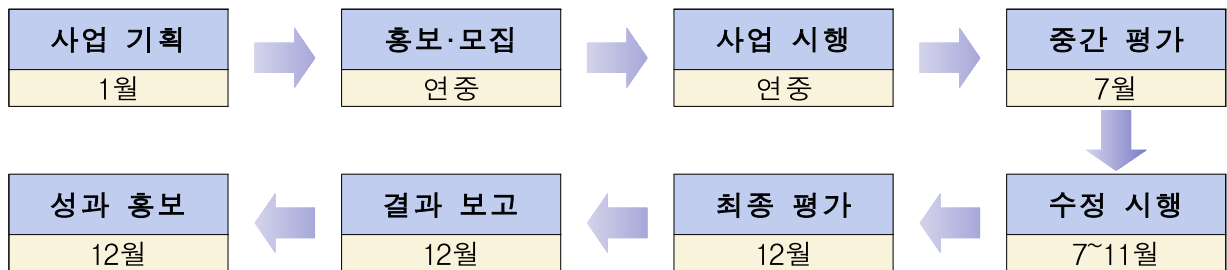 사업 기획
1월
홍보·모집
연중
사업 시행
연중
중간 평가
7월
수정 시행
7~11월
최종 평가
12월
결과 보고
12월
성과 홍보
12월